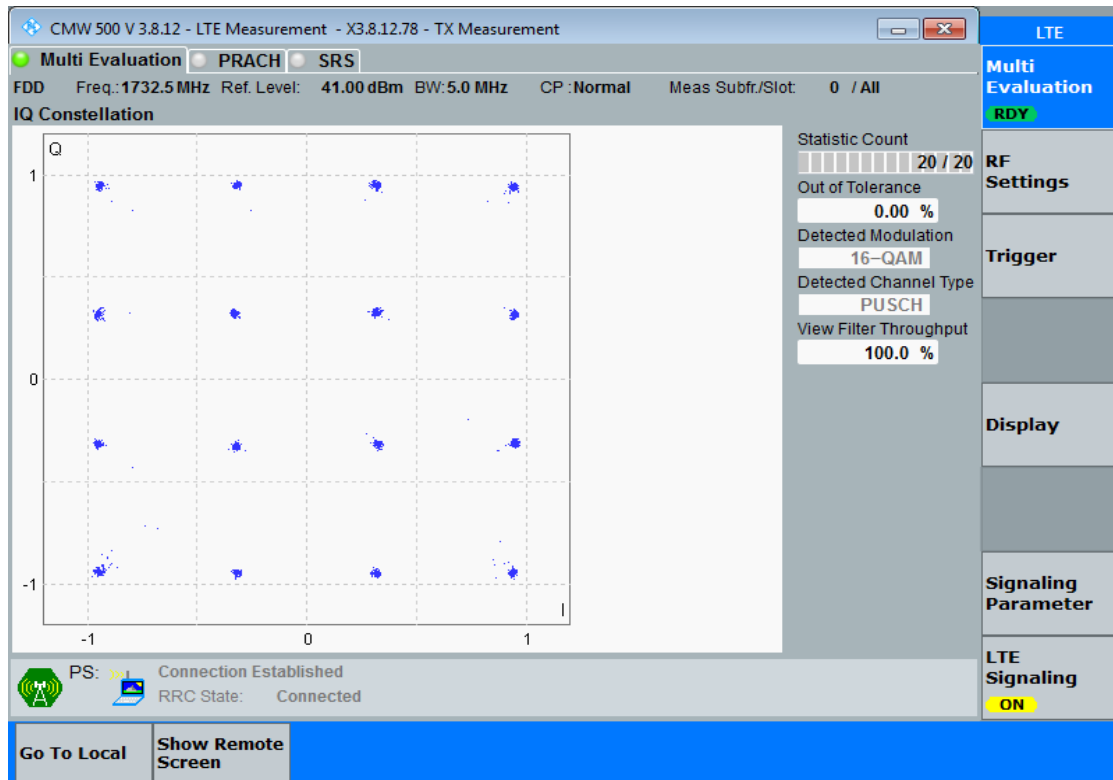 CMW 500 V 3.8.12 - LTE Measurement - X3.8.12.78 - TX Measurement
LTE
Multi Evaluation PRACH SRS
Multi
Evaluation
RDY
FDD Freq.: 1732.5 MHz Ref. Level: 41.00 dBm BW: 5.0 MHz CP : Normal Meas Subfr./Slot: 0 / All
IQ Constellation
Q
1
0
-1
I
-1 0 1
Statistic Count
20 / 20
Out of Tolerance
0.00 %
Detected Modulation
16-QAM
Detected Channel Type
PUSCH
View Filter Throughput
100.0 %
RF
Settings
Trigger
Display
Signaling
Parameter
LTE
Signaling
ON
PS: Connection Established
RRC State: Connected
Go To Local
Show Remote
Screen